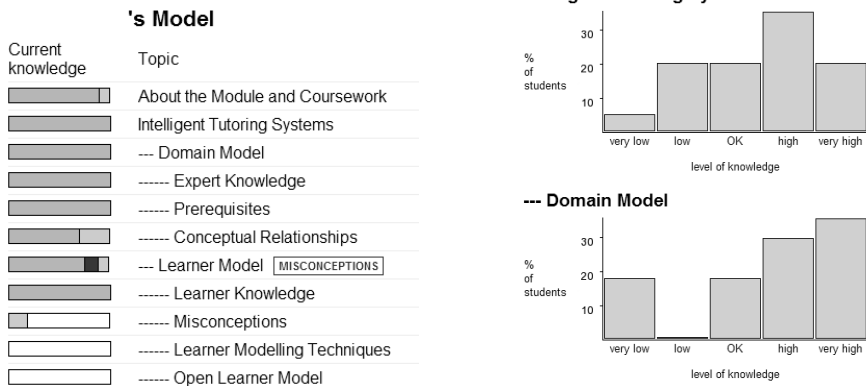 's Model
Current
knowledge
Topic
About the Module and Coursework
Intelligent Tutoring Systems
--- Domain Model
------ Expert Knowledge
------ Prerequisites
------ Conceptual Relationships
--- Learner Model MISCONCEPTIONS
------ Learner Knowledge
------ Misconceptions
------ Learner Modelling Techniques
------ Open Learner Model
30
20
10
%
of
students
very low low OK high very high
level of knowledge
--- Domain Model
30
20
10
%
of
students
very low low OK high very high
level of knowledge